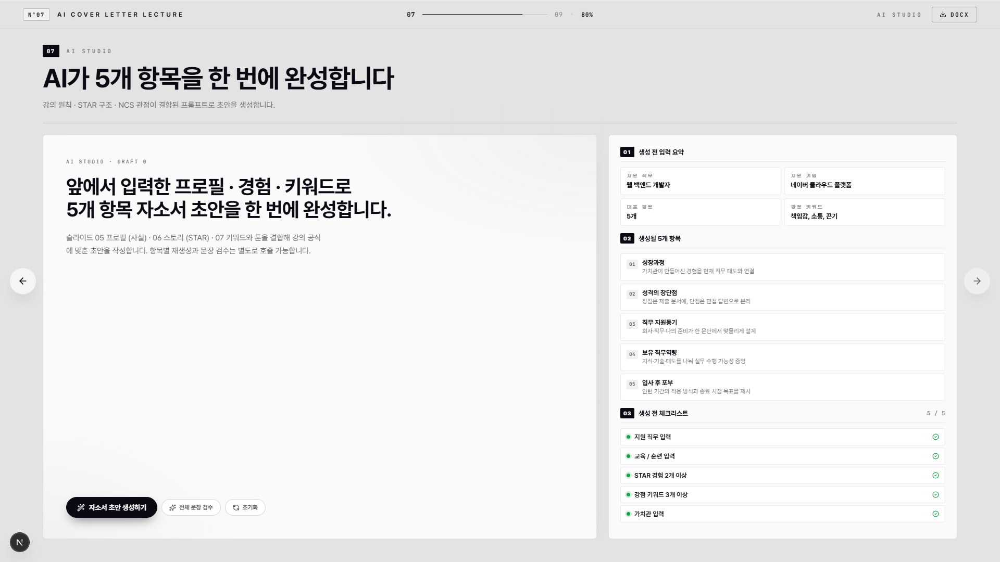 N°07 AI COVER LETTER LECTURE
07 09 · 80%
AI STUDIO DOCX
07 AI STUDIO
AI가 5개 항목을 한 번에 완성합니다
강의 원칙 · STAR 구조 · NCS 관점이 결합된 프롬프트로 초안을 생성합니다.
AI STUDIO · DRAFT 0
앞에서 입력한 프로필 · 경험 · 키워드로
5개 항목 자소서 초안을 한 번에 완성합니다.
슬라이드 05 프로필 (사실) · 06 스토리 (STAR) · 07 키워드와 톤을 결합해 강의 공식
에 맞춘 초안을 작성합니다. 항목별 재생성과 문장 검수는 별도로 호출 가능합니다.
자소서 초안 생성하기 전체 문장 검수 초기화
01 생성 전 입력 요약
지원 직무
웹 백엔드 개발자
지원 기업
네이버 클라우드 플랫폼
대표 경험
5개
강점 키워드
책임감, 소통, 끈기
02 생성될 5개 항목
01 성장과정
가치관이 만들어진 경험을 현재 직무 태도와 연결
02 성격의 장단점
장점은 제출 문서에, 단점은 면접 답변으로 분리
03 직무 지원동기
회사·직무·나의 준비가 한 문단에서 맞물리게 설계
04 보유 직무역량
지식·기술·태도를 나눠 실무 수행 가능성 증명
05 입사 후 포부
인턴 기간의 적응 방식과 종료 시점 목표를 제시
03 생성 전 체크리스트 5 / 5
지원 직무 입력
교육 / 훈련 입력
STAR 경험 2개 이상
강점 키워드 3개 이상
가치관 입력
N